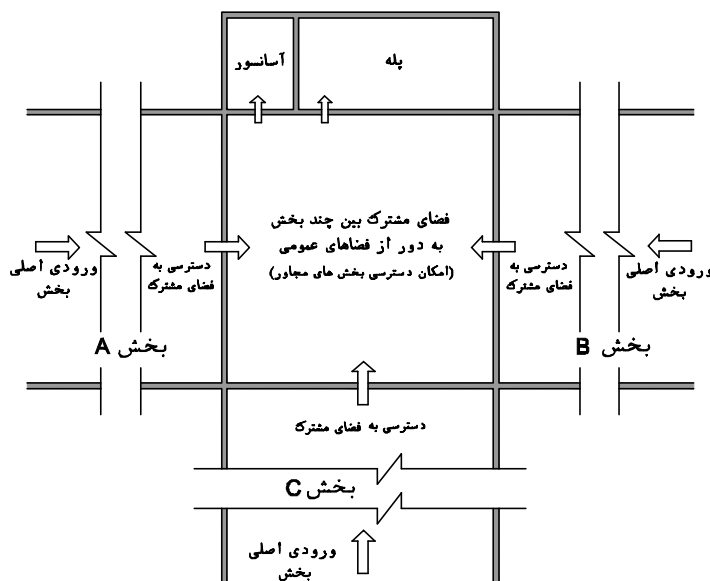 آسانسور
پله
فضای مشترک بین چند بخش
به دور از فضاهای عمومی
(امکان دسترسی بخش های مجاور)
ورودی اصلی
بخش
دسترسی به
فضای مشترک
دسترسی به
فضای مشترک
ورودی اصلی
بخش
بخش A
بخش B
دسترسی به فضای مشترک
بخش C
ورودی اصلی
بخش